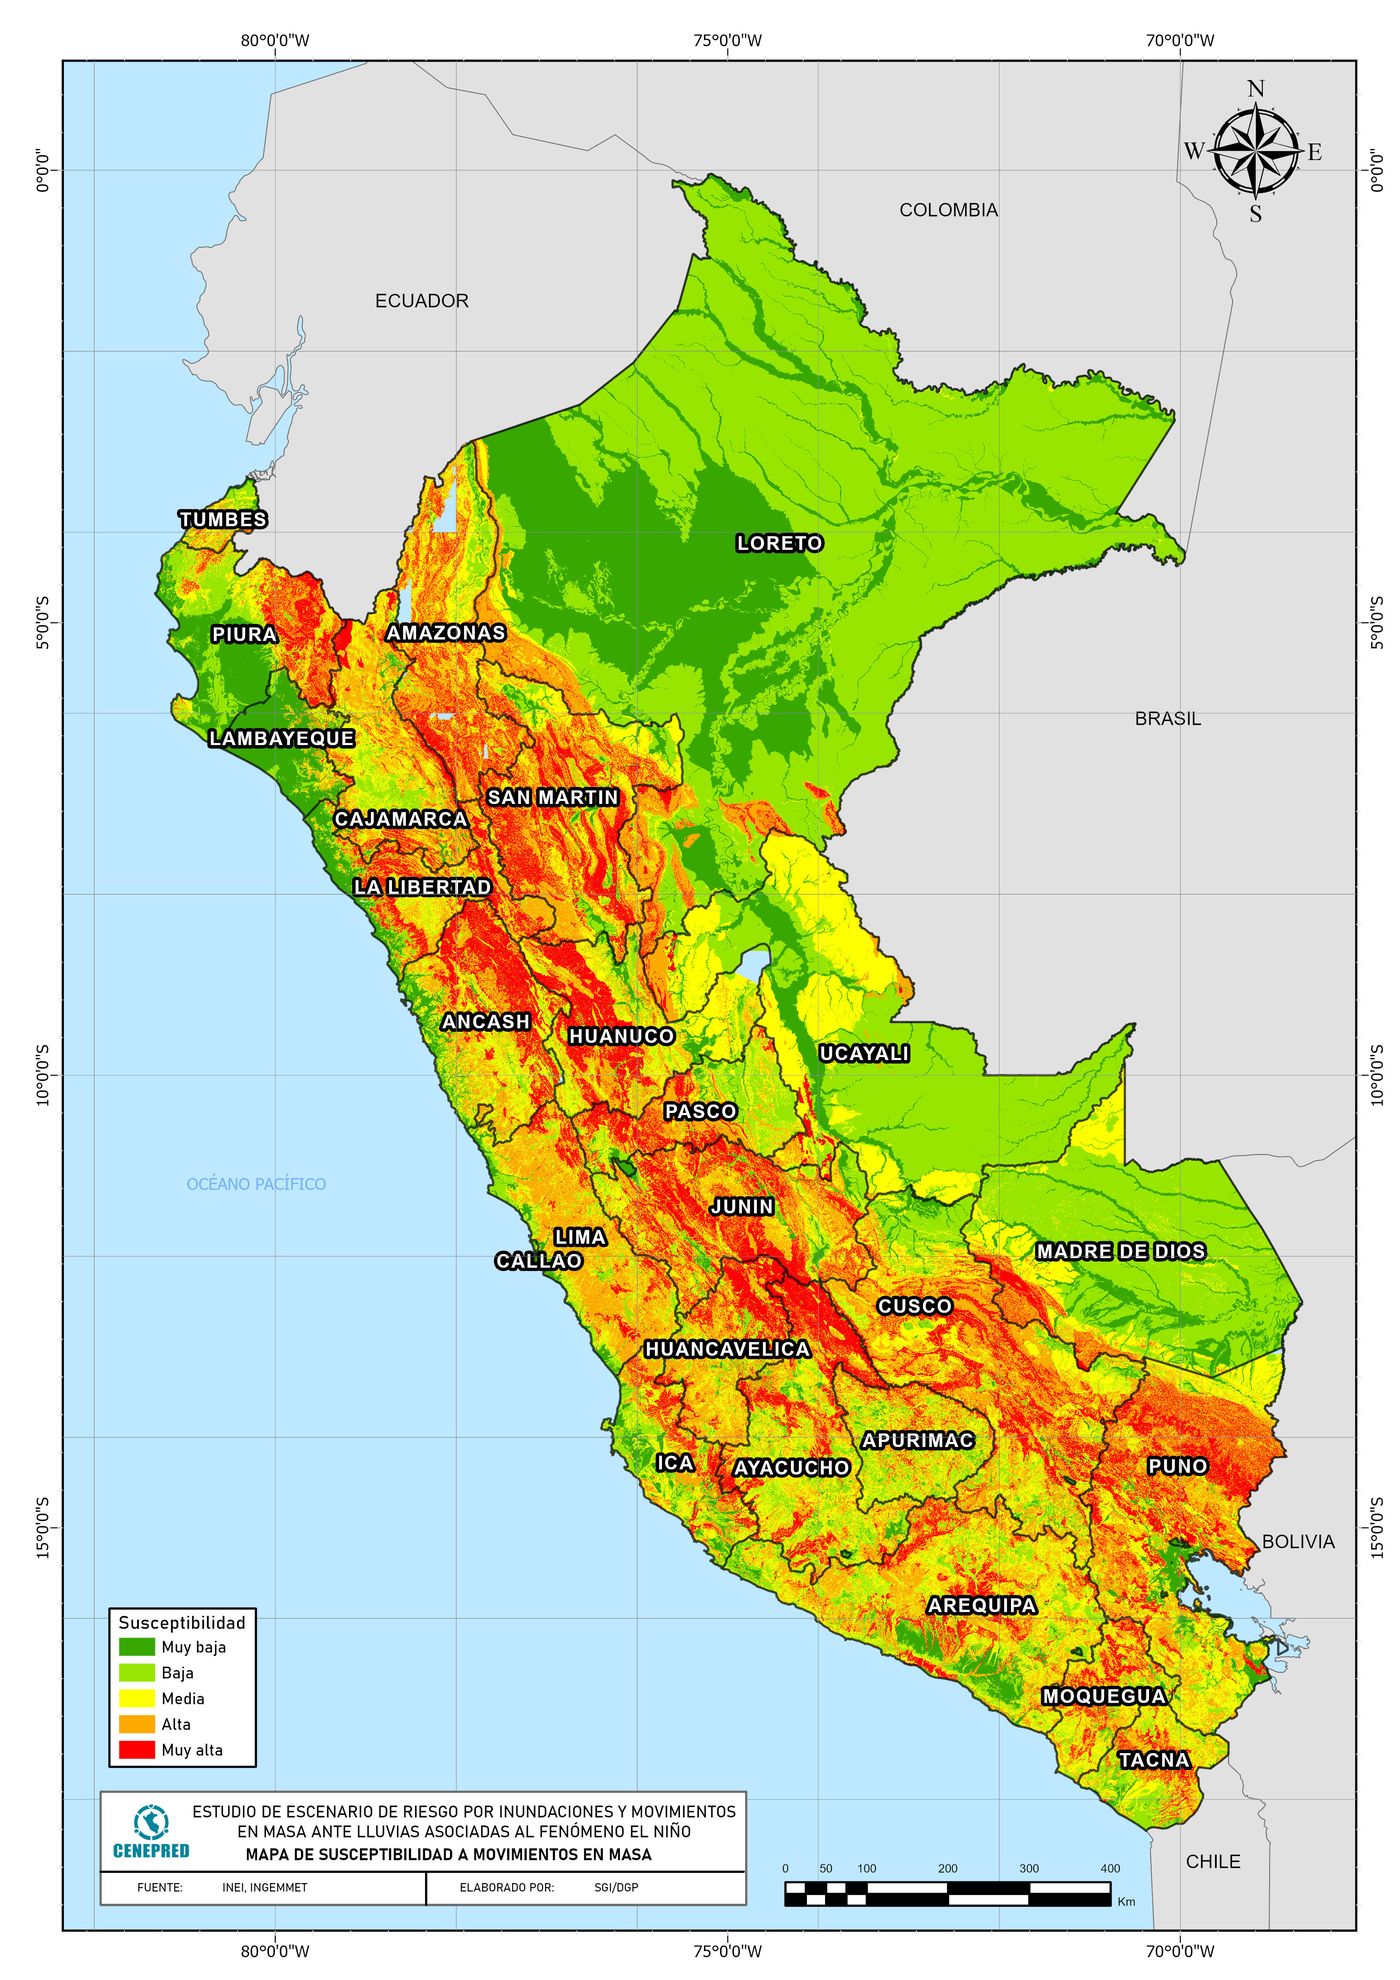 80°0'0"W
75°0'0"W
70°0'0"W
N
W
E
S
0°0'0"
0°0'0"
COLOMBIA
ECUADOR
TUMBES
LORETO
5°0'0"S
5°0'0"S
PIURA
AMAZONAS
BRASIL
LAMBAYEQUE
SAN MARTIN
CAJAMARCA
LA LIBERTAD
ANCASH
HUANUCO
UCAYALI
10°0'0"S
10°0'0"S
PASCO
OCÉANO PACÍFICO
JUNIN
LIMA
CALLAO
MADRE DE DIOS
CUSCO
HUANCAVELICA
APURIMAC
ICA
AYACUCHO
PUNO
15°0'0"S
15°0'0"S
BOLIVIA
AREQUIPA
MOQUEGUA
TACNA
CHILE
Susceptibilidad
Muy baja
Baja
Media
Alta
Muy alta
CENEPRED
ESTUDIO DE ESCENARIO DE RIESGO POR INUNDACIONES Y MOVIMIENTOS
EN MASA ANTE LLUVIAS ASOCIADAS AL FENÓMENO EL NIÑO
MAPA DE SUSCEPTIBILIDAD A MOVIMIENTOS EN MASA
FUENTE: INEI, INGEMMET
ELABORADO POR: SGI/DGP
0 50 100 200 300 400
Km
80°0'0"W
75°0'0"W
70°0'0"W